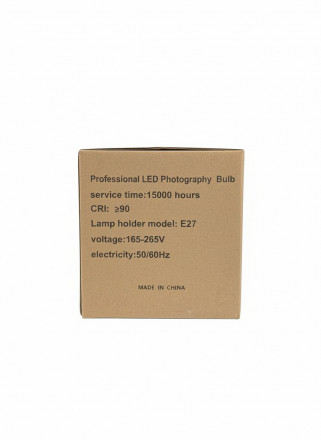 Professional LED Photography Bulb
service time:15000 hours
CRI: ≥90
Lamp holder model: E27
voltage:165-265V
electricity:50/60Hz
MADE IN CHINA